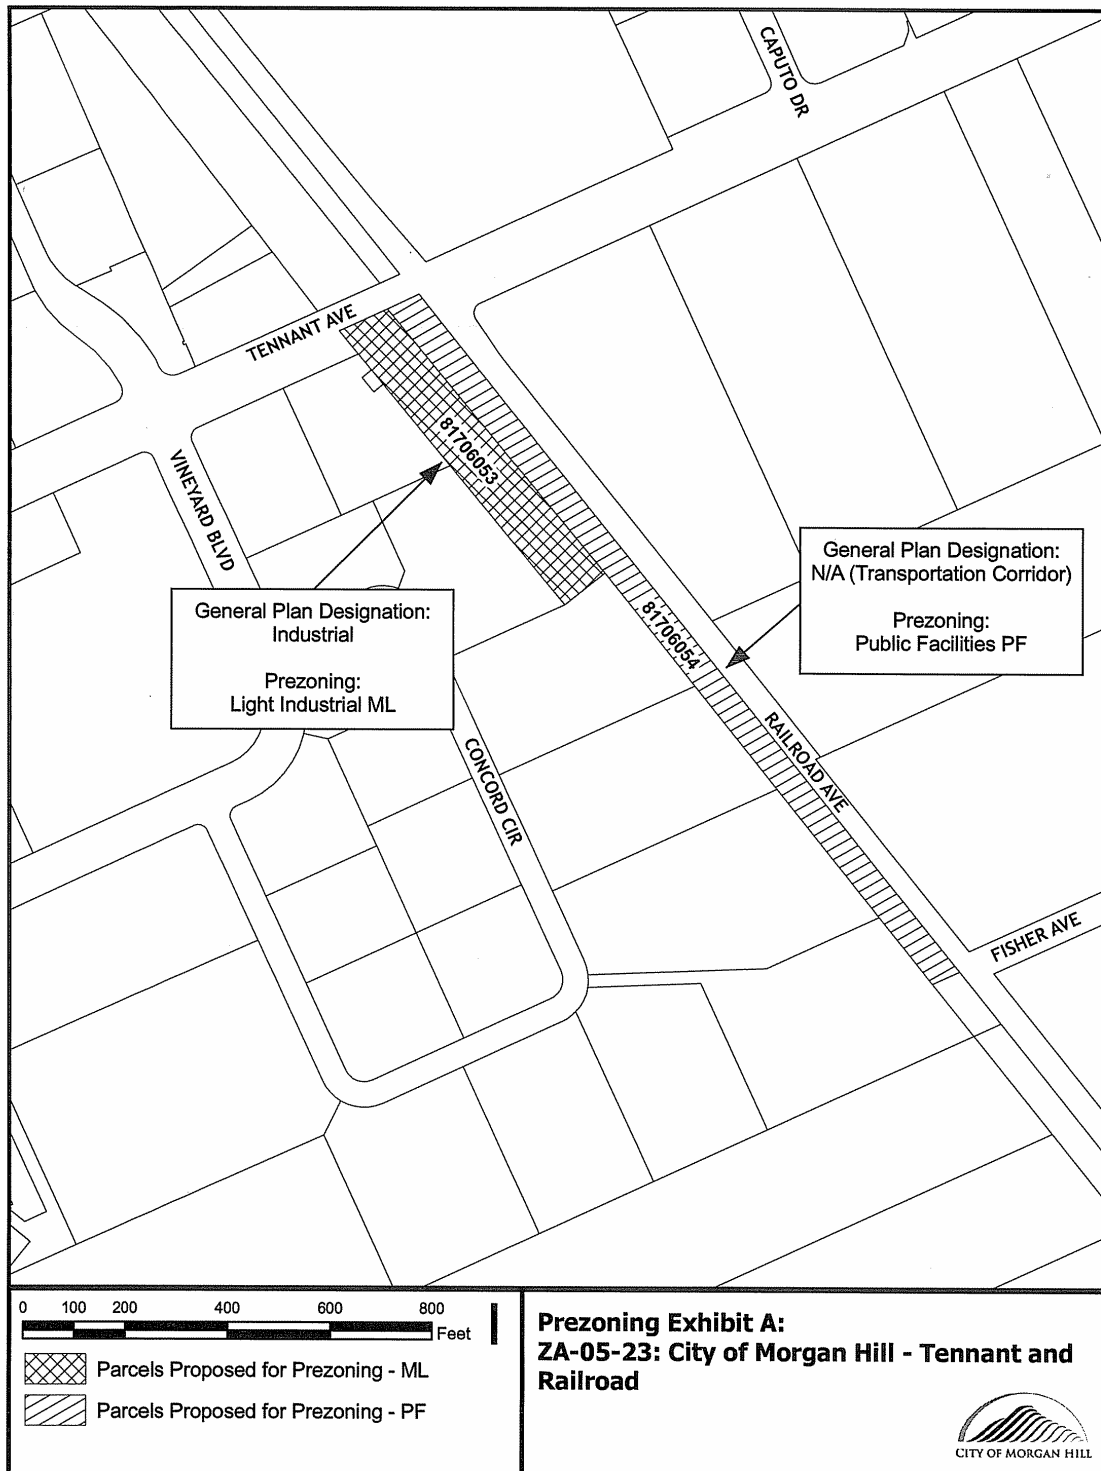 CAPUTO DR
TENNANT AVE
81706053
VINEYARD BLVD
General Plan Designation:
N/A (Transportation Corridor)
Prezoning:
Public Facilities PF
General Plan Designation:
Industrial
Prezoning:
Light Industrial ML
81706054
RAILROAD AVE
CONCORD CIR
FISHER AVE
0 100 200 400 600 800
Feet
Parcels Proposed for Prezoning - ML
Parcels Proposed for Prezoning - PF
Prezoning Exhibit A:
ZA-05-23: City of Morgan Hill - Tennant and
Railroad
CITY OF MORGAN HILL